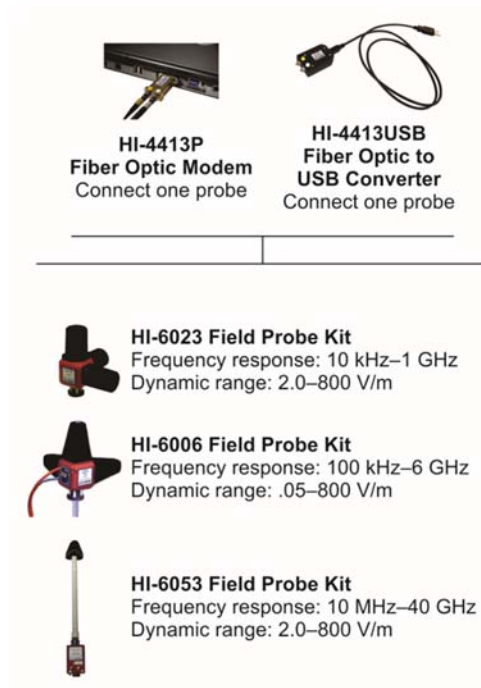 HI-4413P
Fiber Optic Modem
Connect one probe
HI-4413USB
Fiber Optic to
USB Converter
Connect one probe
HI-6023 Field Probe Kit
Frequency response: 10 kHz–1 GHz
Dynamic range: 2.0–800 V/m
HI-6006 Field Probe Kit
Frequency response: 100 kHz–6 GHz
Dynamic range: .05–800 V/m
HI-6053 Field Probe Kit
Frequency response: 10 MHz–40 GHz
Dynamic range: 2.0–800 V/m